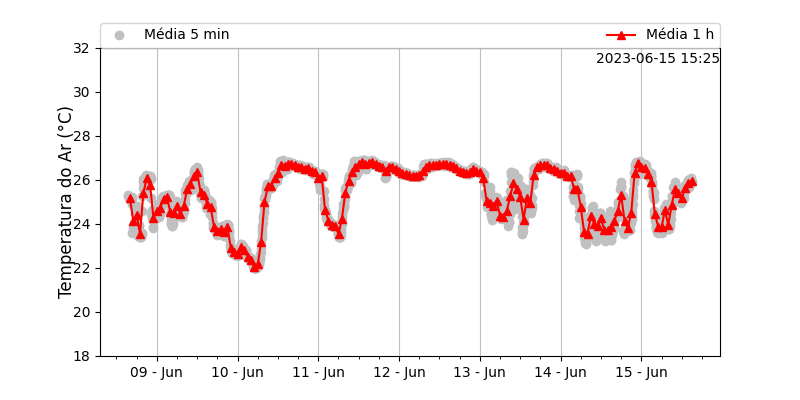 Média 5 min
Média 1 h
2023-06-15 15:25
Temperatura do Ar (°C)
32
30
28
26
24
22
20
18
09 - Jun
10 - Jun
11 - Jun
12 - Jun
13 - Jun
14 - Jun
15 - Jun